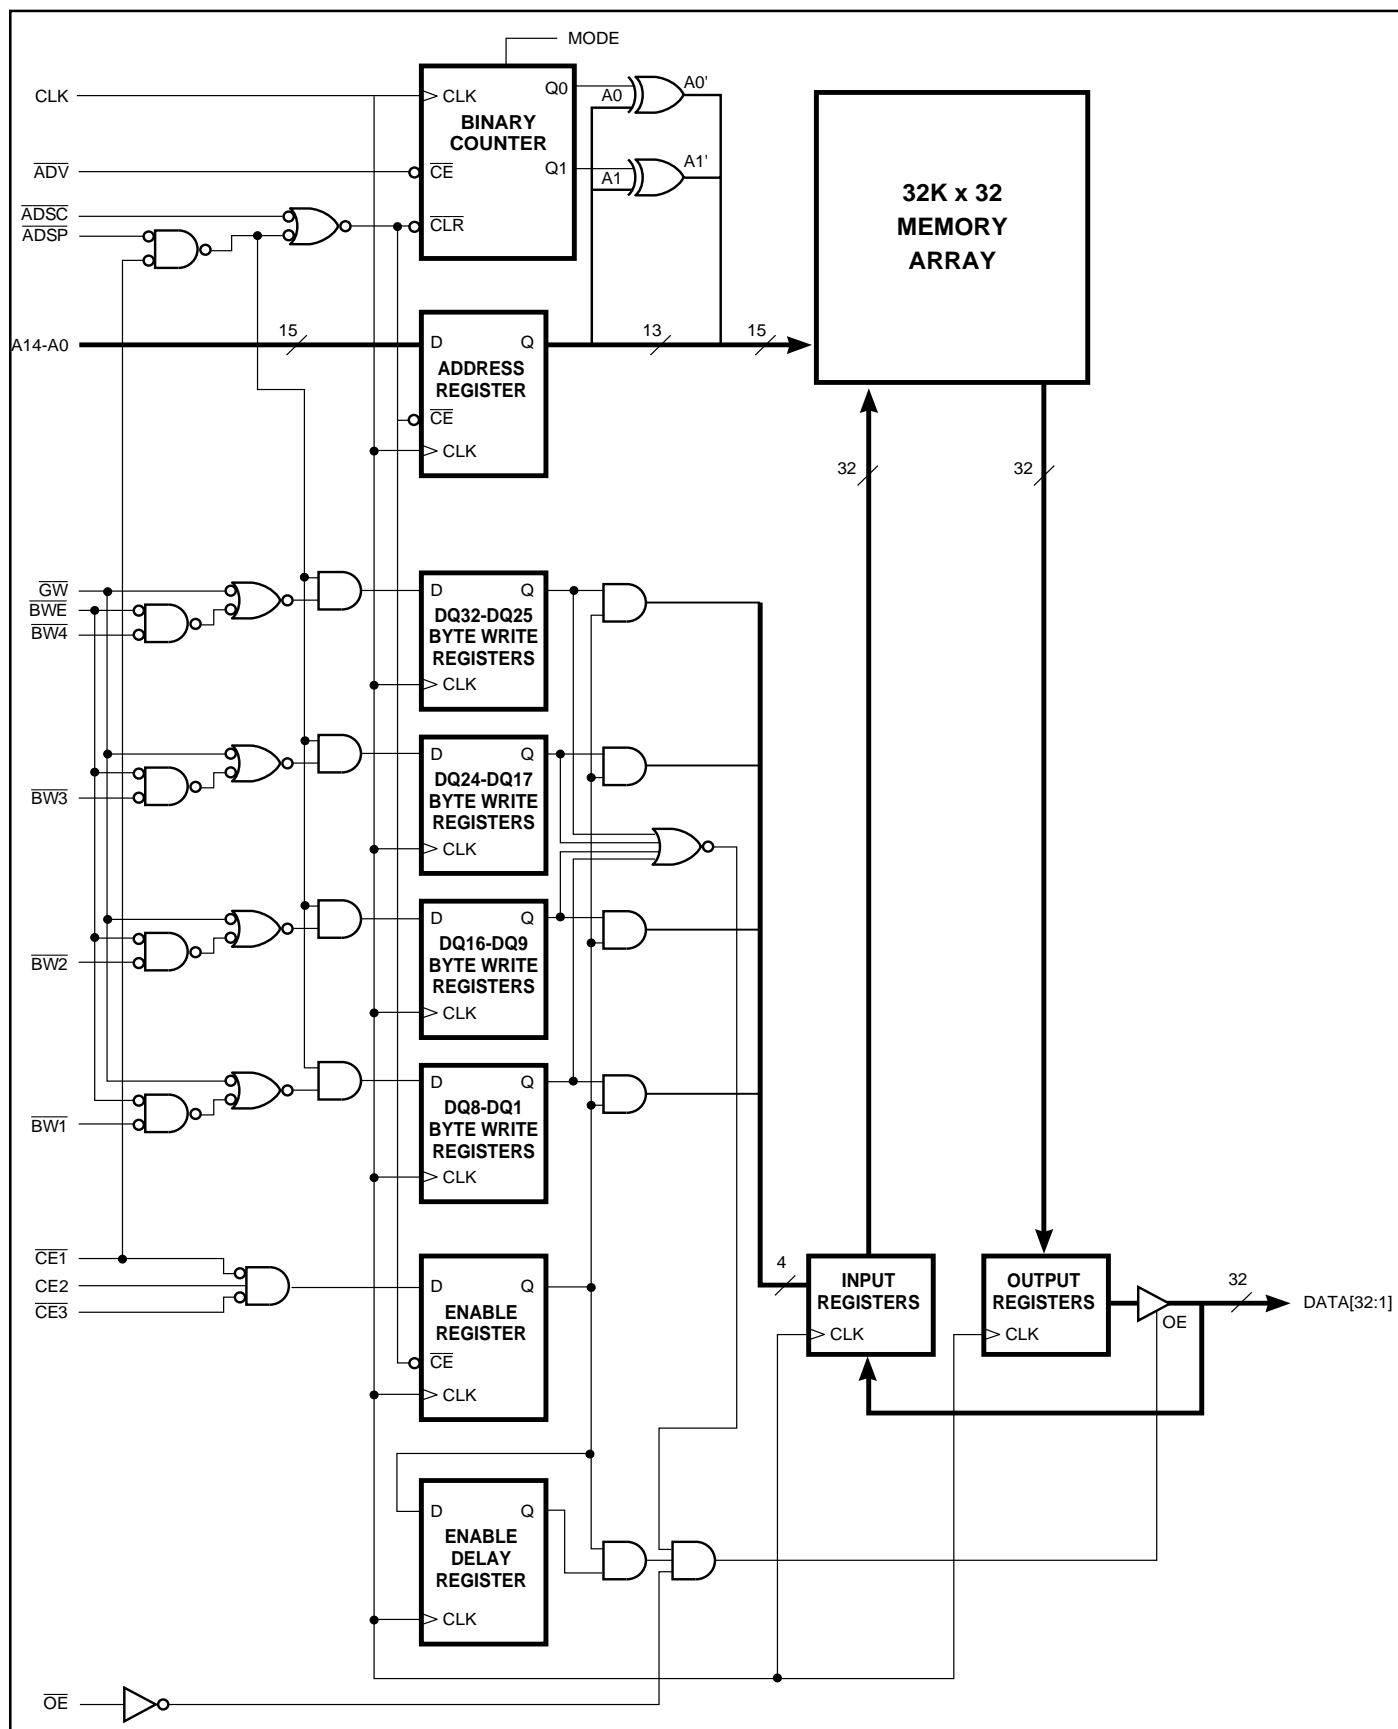 MODE
CLK
CLK
Q0
A0
A0'
BINARY
COUNTER
ADV
CE
Q1
A1
A1'
ADSC
ADSP
CLR
32K x 32
MEMORY
ARRAY
A14-A0
15
D
Q
13
15
ADDRESS
REGISTER
CE
CLK
32
32
GW
BWE
BW4
D
Q
DQ32-DQ25
BYTE WRITE
REGISTERS
CLK
BW3
D
Q
DQ24-DQ17
BYTE WRITE
REGISTERS
CLK
BW2
D
Q
DQ16-DQ9
BYTE WRITE
REGISTERS
CLK
BW1
D
Q
DQ8-DQ1
BYTE WRITE
REGISTERS
CLK
CE1
CE2
CE3
D
Q
ENABLE
REGISTER
CE
CLK
4
INPUT
REGISTERS
CLK
OUTPUT
REGISTERS
CLK
OE
32
DATA[32:1]
D
Q
ENABLE
DELAY
REGISTER
CLK
OE